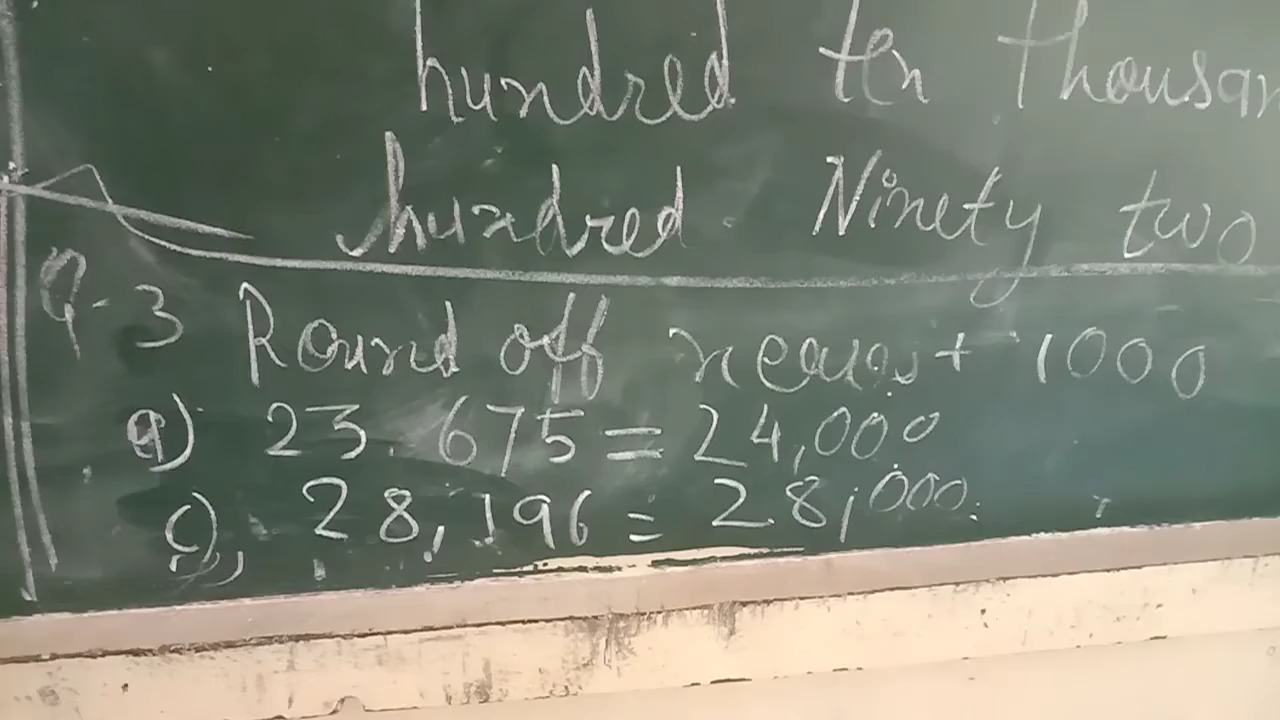 hundred ten thousan
hundred Ninety two
Q.3 Round off nearest 1000
a) 23,675 = 24,000
c), 28,196 = 28,000